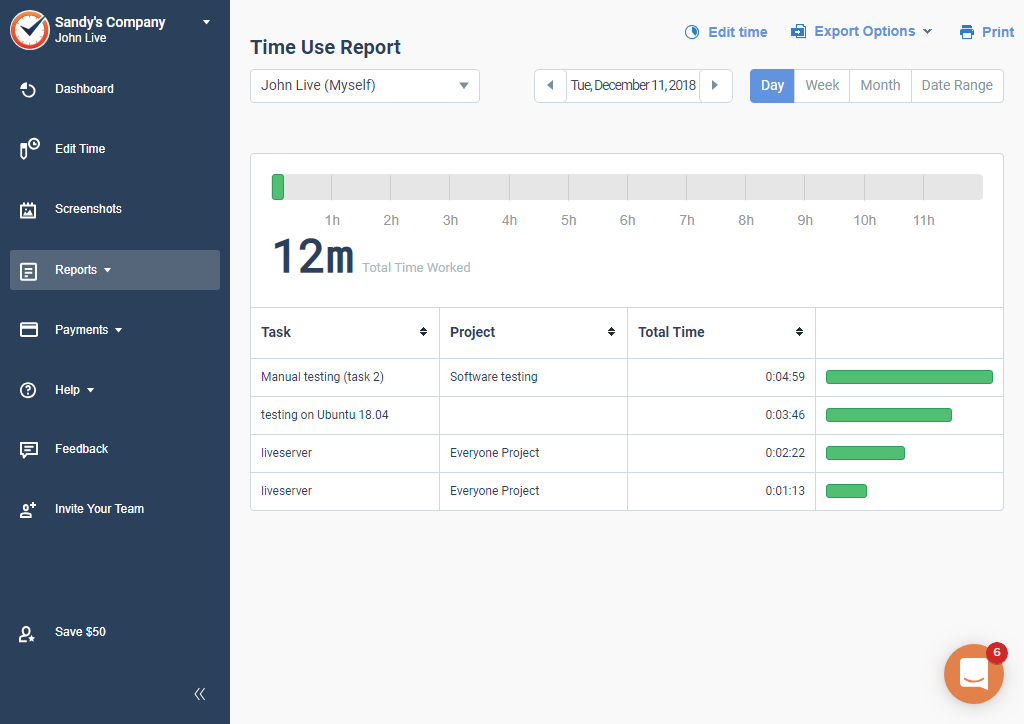 Sandy's Company
John Live
Dashboard
Edit Time
Screenshots
Reports
Payments
Help
Feedback
Invite Your Team
Save $50
Time Use Report
Edit time
Export Options
Print
John Live (Myself)
Tue, December 11, 2018
Day
Week
Month
Date Range
1h 2h 3h 4h 5h 6h 7h 8h 9h 10h 11h
12m Total Time Worked
Task Project Total Time
Manual testing (task 2) Software testing 0:04:59
testing on Ubuntu 18.04 0:03:46
liveserver Everyone Project 0:02:22
liveserver Everyone Project 0:01:13
6